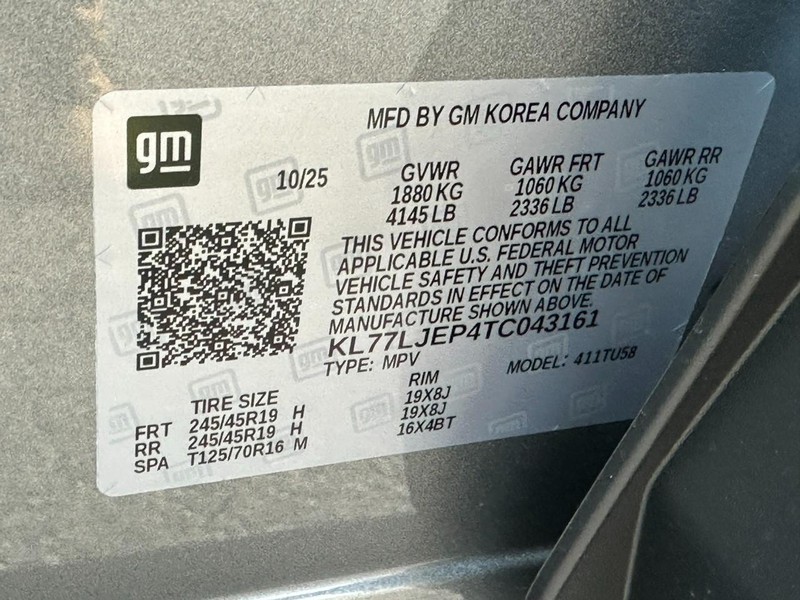 gm
MFD BY GM KOREA COMPANY
10/25 GVWR GAWR FRT GAWR RR
1880 KG 1060 KG 1060 KG
4145 LB 2336 LB 2336 LB
THIS VEHICLE CONFORMS TO ALL
APPLICABLE U.S. FEDERAL MOTOR
VEHICLE SAFETY AND THEFT PREVENTION
STANDARDS IN EFFECT ON THE DATE OF
MANUFACTURE SHOWN ABOVE.
KL77LJEP4TC043161
TYPE: MPV MODEL: 411TU58
TIRE SIZE RIM
FRT 245/45R19 H 19X8J
RR 245/45R19 H 19X8J
SPA T125/70R16 M 16X4BT